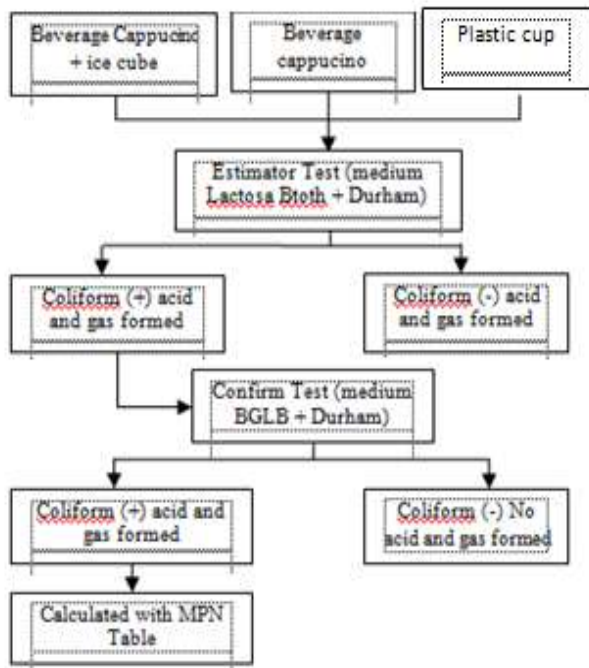 Beverage Cappucino
+ ice cube
Beverage
cappucino
Plastic cup
Estimator Test (medium
Lactosa Btoth + Durham)
Coliform (+) acid
and gas formed
Coliform (-) acid
and gas formed
Confirm Test (medium
BGLB + Durham)
Coliform (+) acid and
gas formed
Coliform (-) No
acid and gas formed
Calculated with MPN
Table